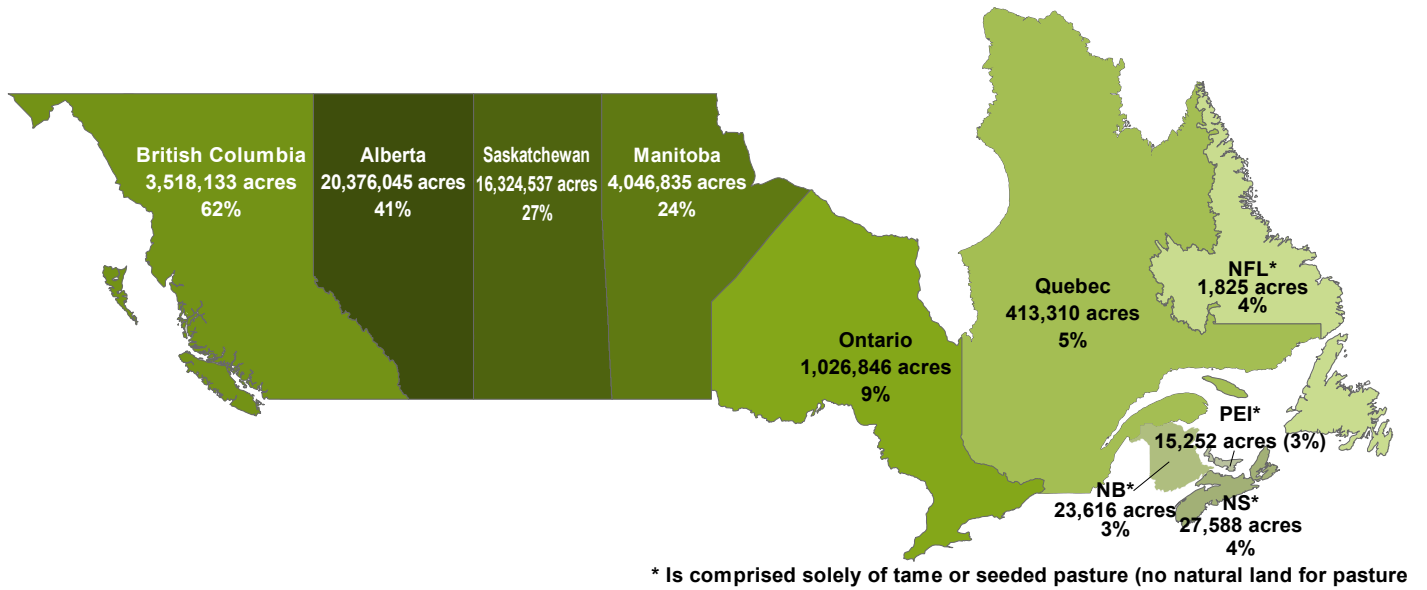 British Columbia
3,518,133 acres
62%
Alberta
20,376,045 acres
41%
Saskatchewan
16,324,537 acres
27%
Manitoba
4,046,835 acres
24%
Ontario
1,026,846 acres
9%
Quebec
413,310 acres
5%
NFL*
1,825 acres
4%
PEI*
15,252 acres (3%)
NB*
23,616 acres
3%
NS*
27,588 acres
4%
* Is comprised solely of tame or seeded pasture (no natural land for pasture